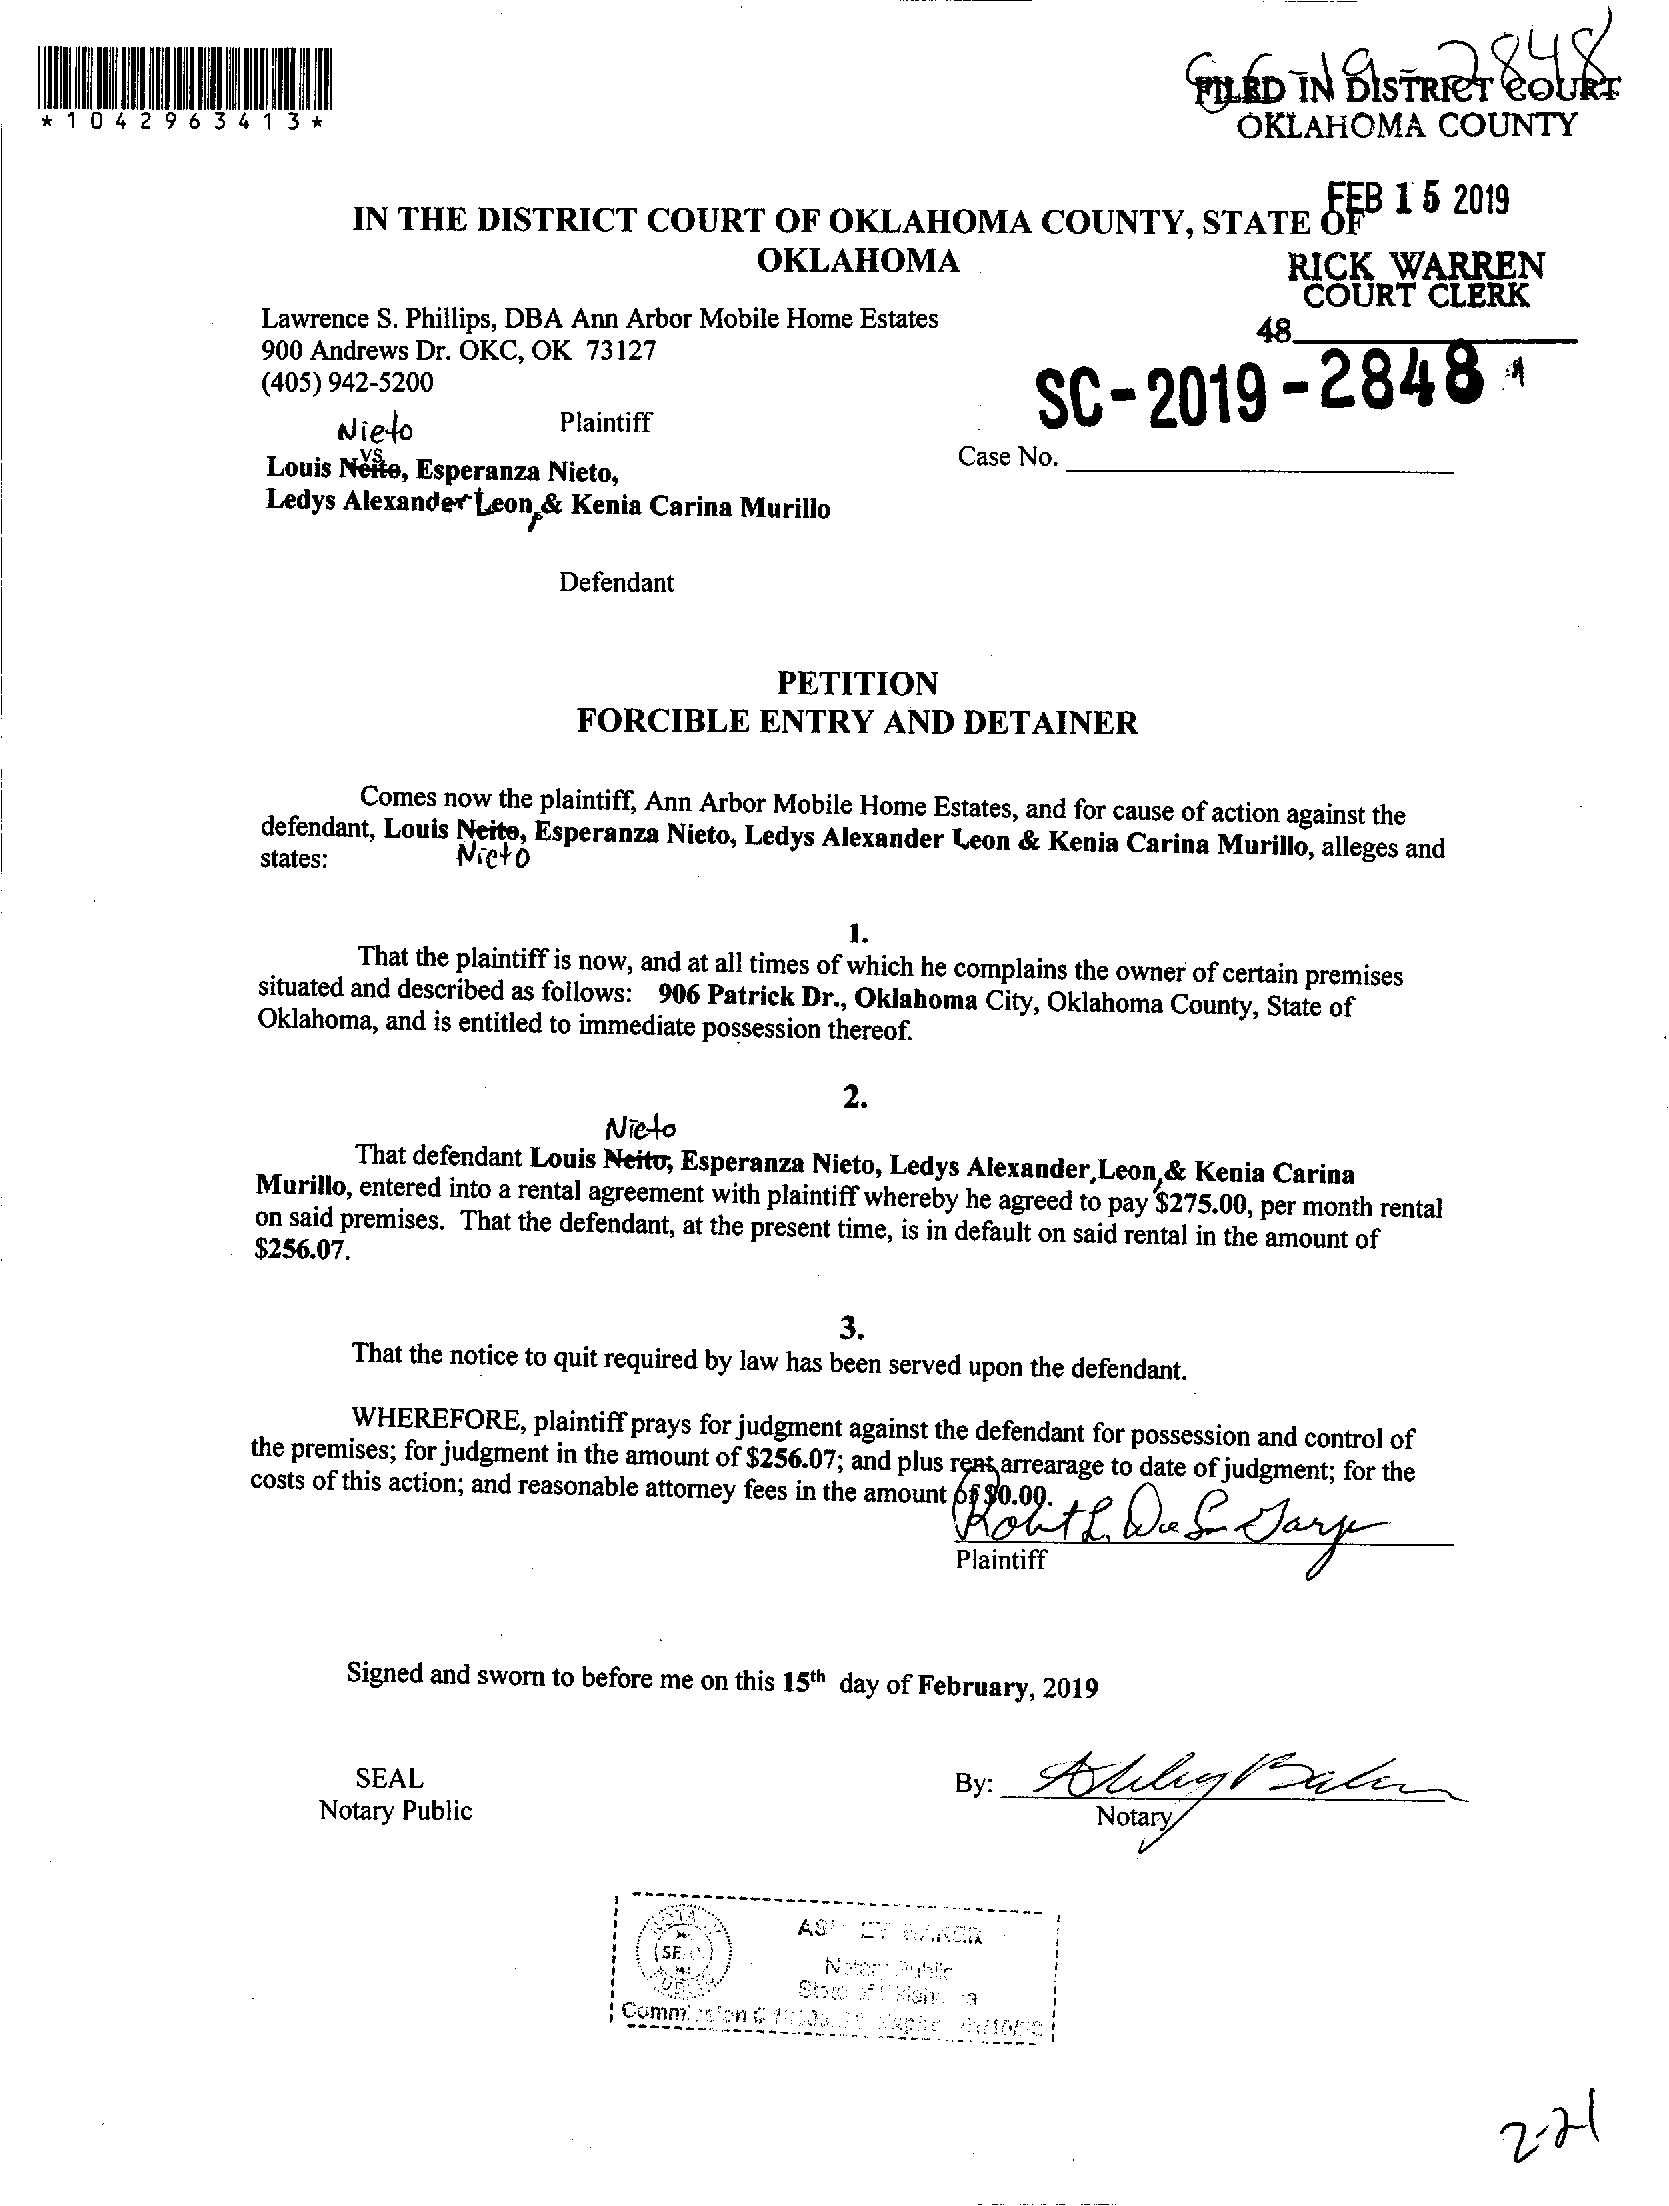 *1042963413*
SC-19-2848
FILED IN DISTRICT COURT
OKLAHOMA COUNTY
FEB 15 2019
IN THE DISTRICT COURT OF OKLAHOMA COUNTY, STATE OF
OKLAHOMA
RICK WARREN
COURT CLERK
48
Lawrence S. Phillips, DBA Ann Arbor Mobile Home Estates
900 Andrews Dr. OKC, OK 73127
(405) 942-5200
SC-2019-2848
Nieto Plaintiff
vs
Case No.
Louis Neito, Esperanza Nieto,
Ledys Alexander Leon, & Kenia Carina Murillo
Defendant
PETITION
FORCIBLE ENTRY AND DETAINER
Comes now the plaintiff, Ann Arbor Mobile Home Estates, and for cause of action against the
defendant, Louis Neito, Esperanza Nieto, Ledys Alexander Leon & Kenia Carina Murillo, alleges and
states: Nieto
1.
That the plaintiff is now, and at all times of which he complains the owner of certain premises
situated and described as follows: 906 Patrick Dr., Oklahoma City, Oklahoma County, State of
Oklahoma, and is entitled to immediate possession thereof.
2.
Nieto
That defendant Louis Neito, Esperanza Nieto, Ledys Alexander, Leon, & Kenia Carina
Murillo, entered into a rental agreement with plaintiff whereby he agreed to pay $275.00, per month rental
on said premises. That the defendant, at the present time, is in default on said rental in the amount of
$256.07.
3.
That the notice to quit required by law has been served upon the defendant.
WHEREFORE, plaintiff prays for judgment against the defendant for possession and control of
the premises; for judgment in the amount of $256.07; and plus rent arrearage to date of judgment; for the
costs of this action; and reasonable attorney fees in the amount of $0.00.
Plaintiff
Signed and sworn to before me on this 15th day of February, 2019
SEAL
Notary Public
By: Ashley Baker
Notary
ASHLEY BAKER
Notary Public
State of Oklahoma
Commission #
2-21